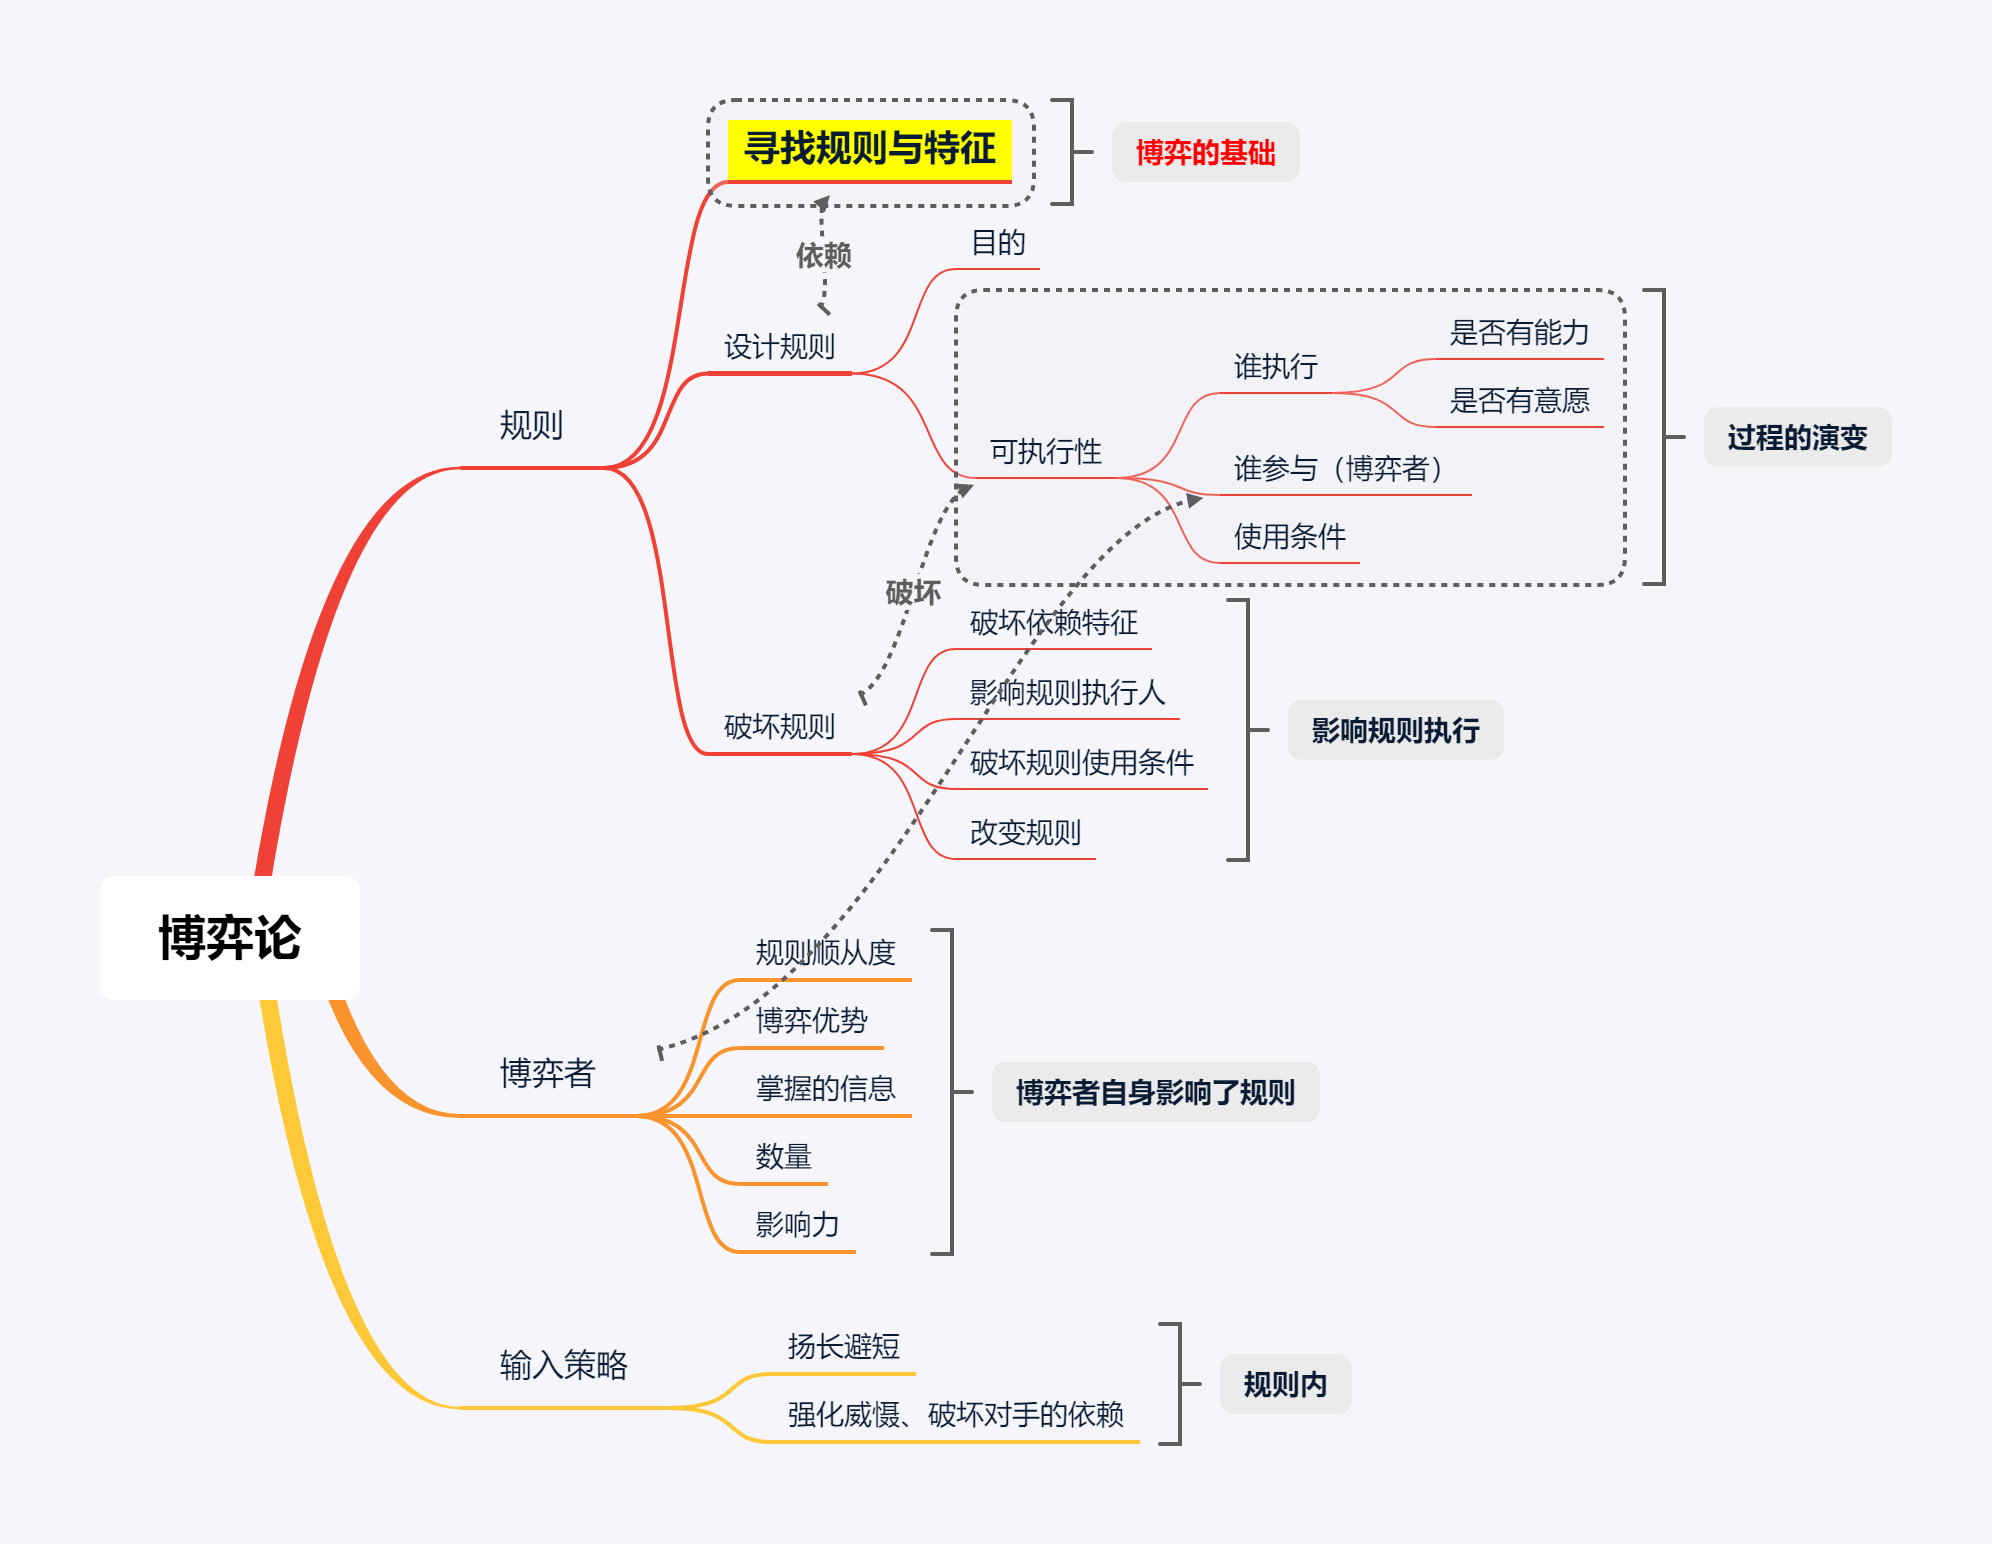 寻找规则与特征
博弈的基础
依赖
目的
设计规则
是否有能力
谁执行
是否有意愿
规则
可执行性
过程的演变
谁参与（博弈者）
使用条件
破坏
破坏依赖特征
影响规则执行人
破坏规则
影响规则执行
破坏规则使用条件
改变规则
博弈论
规则顺从度
博弈优势
博弈者
掌握的信息
博弈者自身影响了规则
数量
影响力
扬长避短
输入策略
规则内
强化威慑、破坏对手的依赖